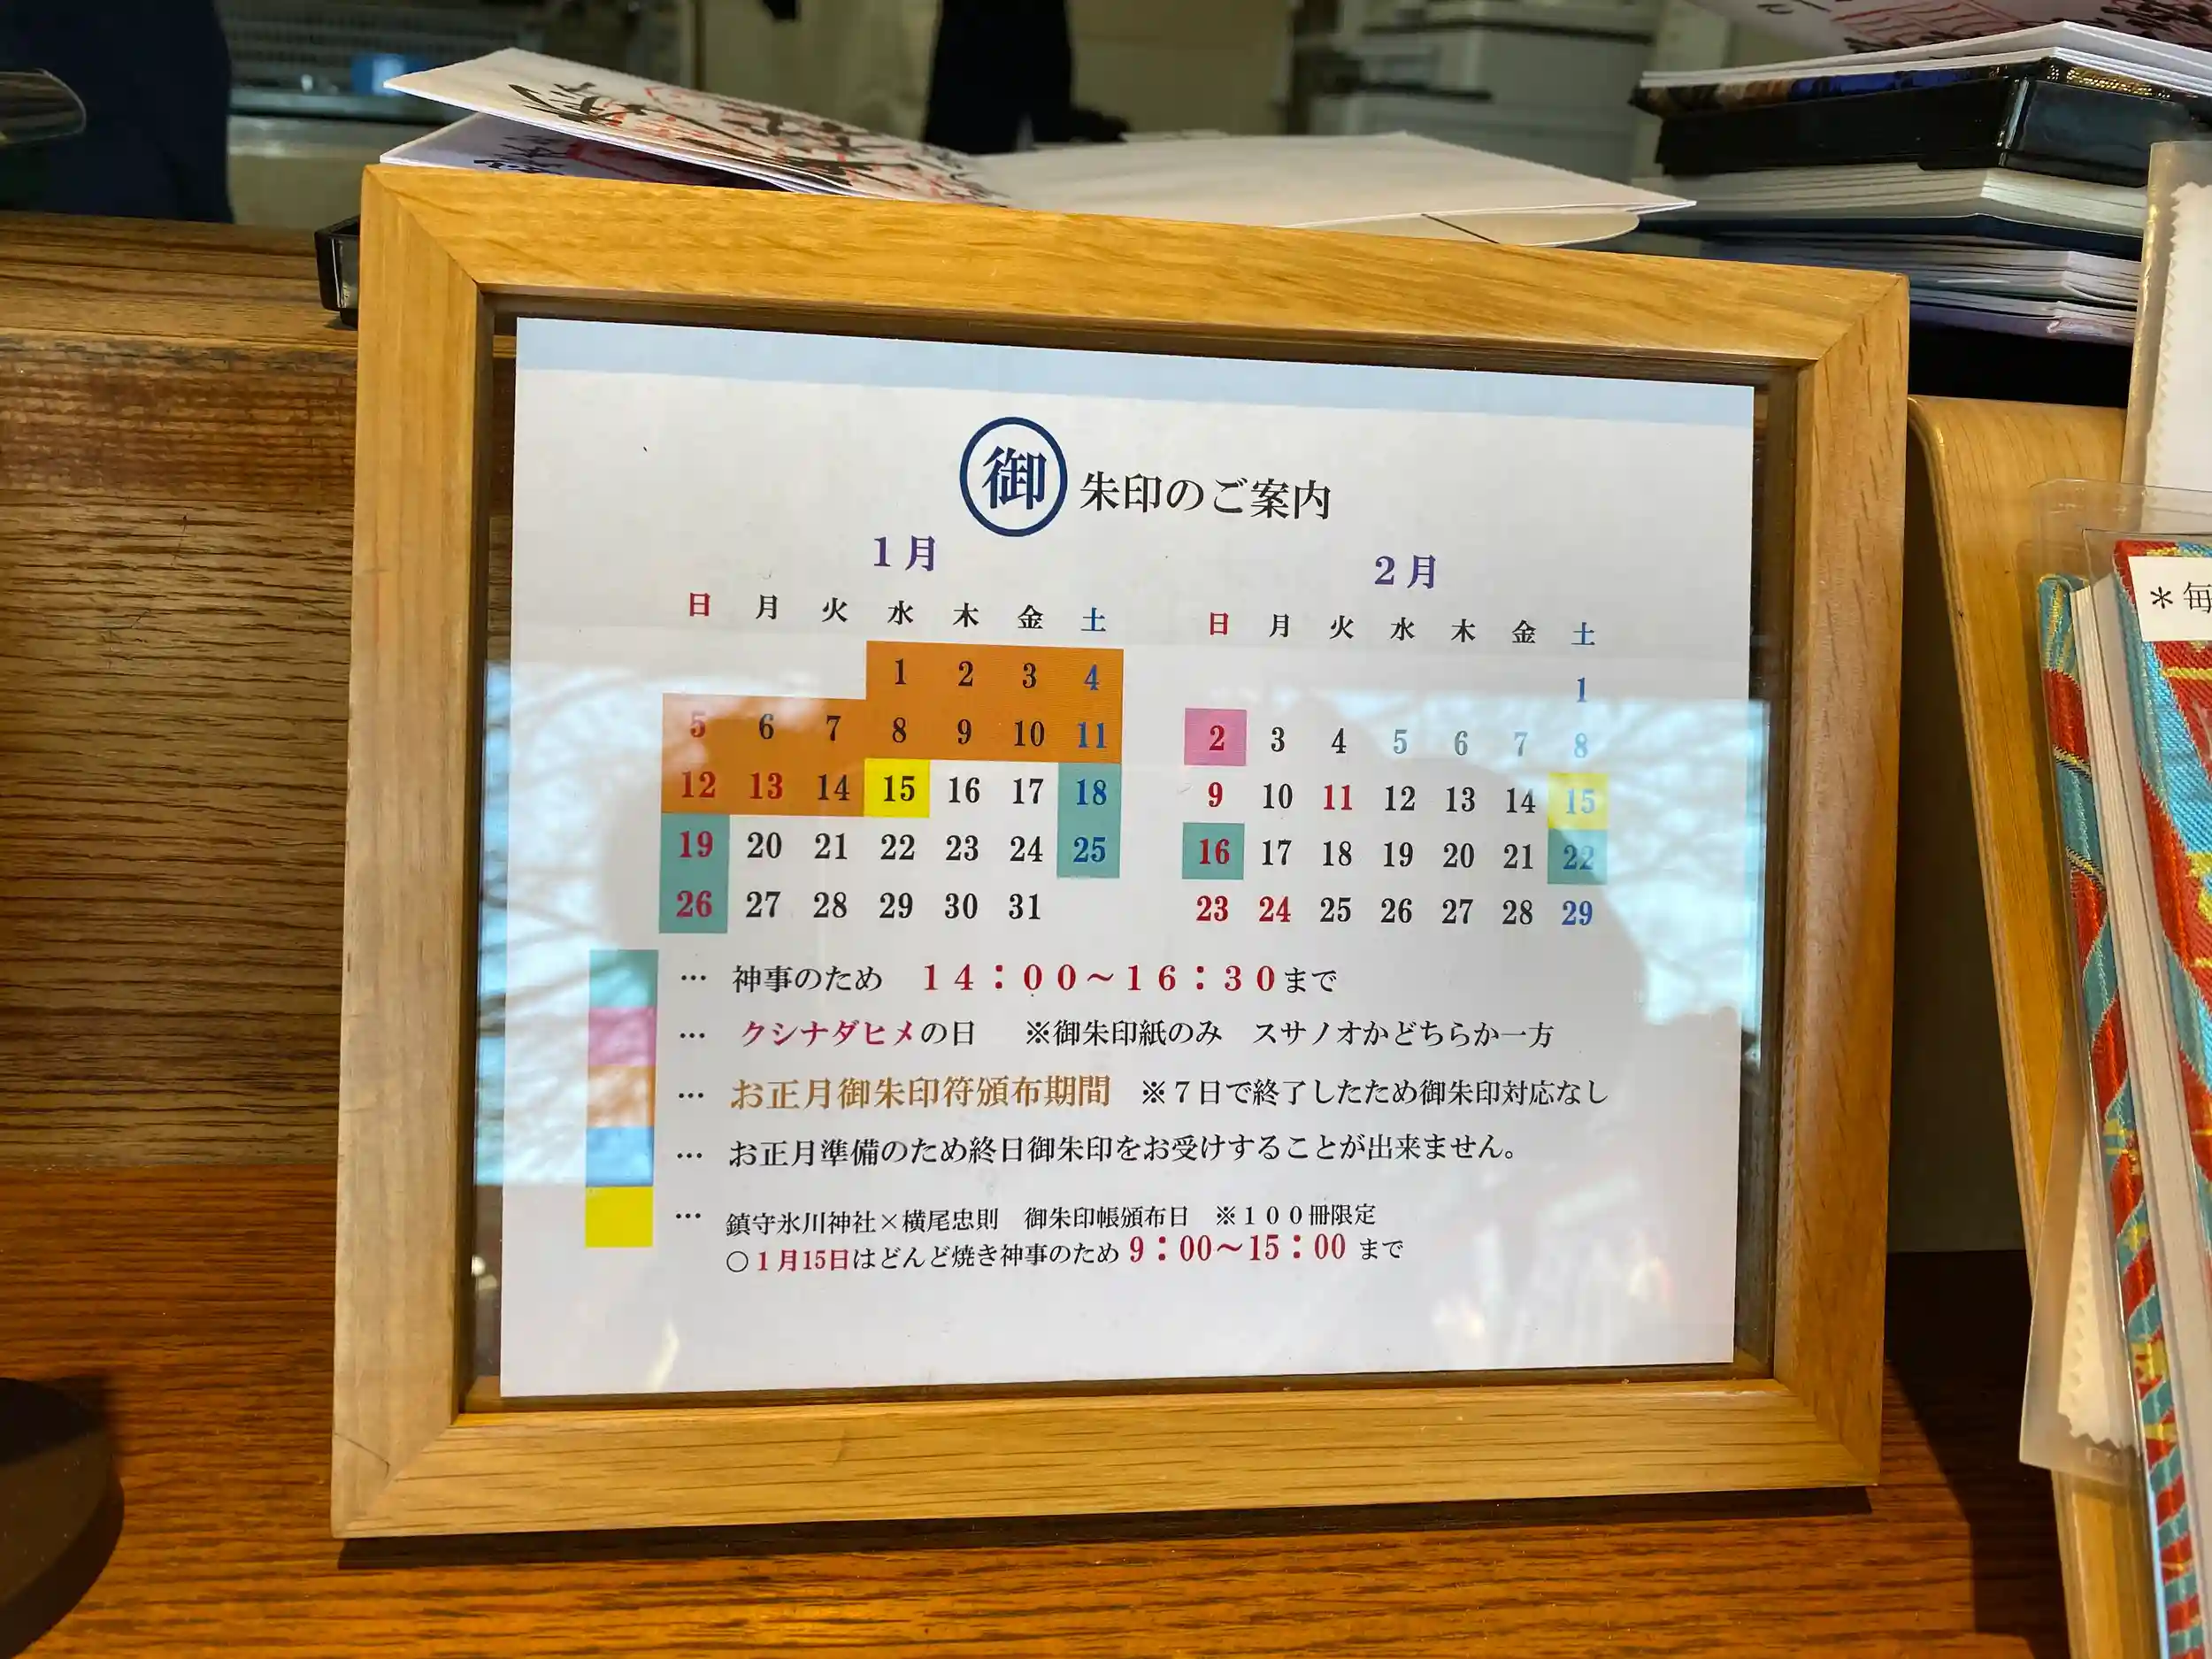 御朱印のご案内
1月
日 月 火 水 木 金 土
1 2 3 4
5 6 7 8 9 10 11
12 13 14 15 16 17 18
19 20 21 22 23 24 25
26 27 28 29 30 31
2月
日 月 火 水 木 金 土
1
2 3 4 5 6 7 8
9 10 11 12 13 14 15
16 17 18 19 20 21 22
23 24 25 26 27 28 29
… 神事のため 14：00〜16：30まで
… クシナダヒメの日 ※御朱印紙のみ スサノオかどちらか一方
… お正月御朱印符頒布期間 ※7日で終了したため御朱印対応なし
… お正月準備のため終日御朱印をお受けすることが出来ません。
… 鎮守氷川神社×横尾忠則 御朱印帳頒布日 ※100冊限定
○1月15日はどんど焼き神事のため 9：00〜15：00 まで
＊毎